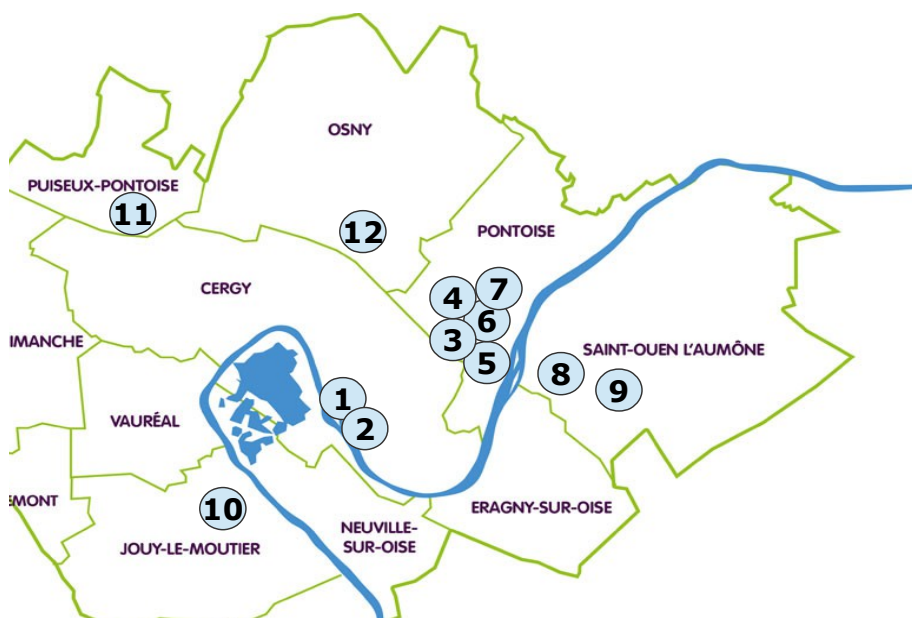 OSNY
PUISEUX-PONTOISE
11
12
PONTOISE
CERGY
4
7
6
3
5
IMANCHE
SAINT-OUEN L'AUMÔNE
8
9
1
2
VAURÉAL
EMONT
10
ERAGNY-SUR-OISE
JOUY-LE-MOUTIER
NEUVILLE-
SUR-OISE